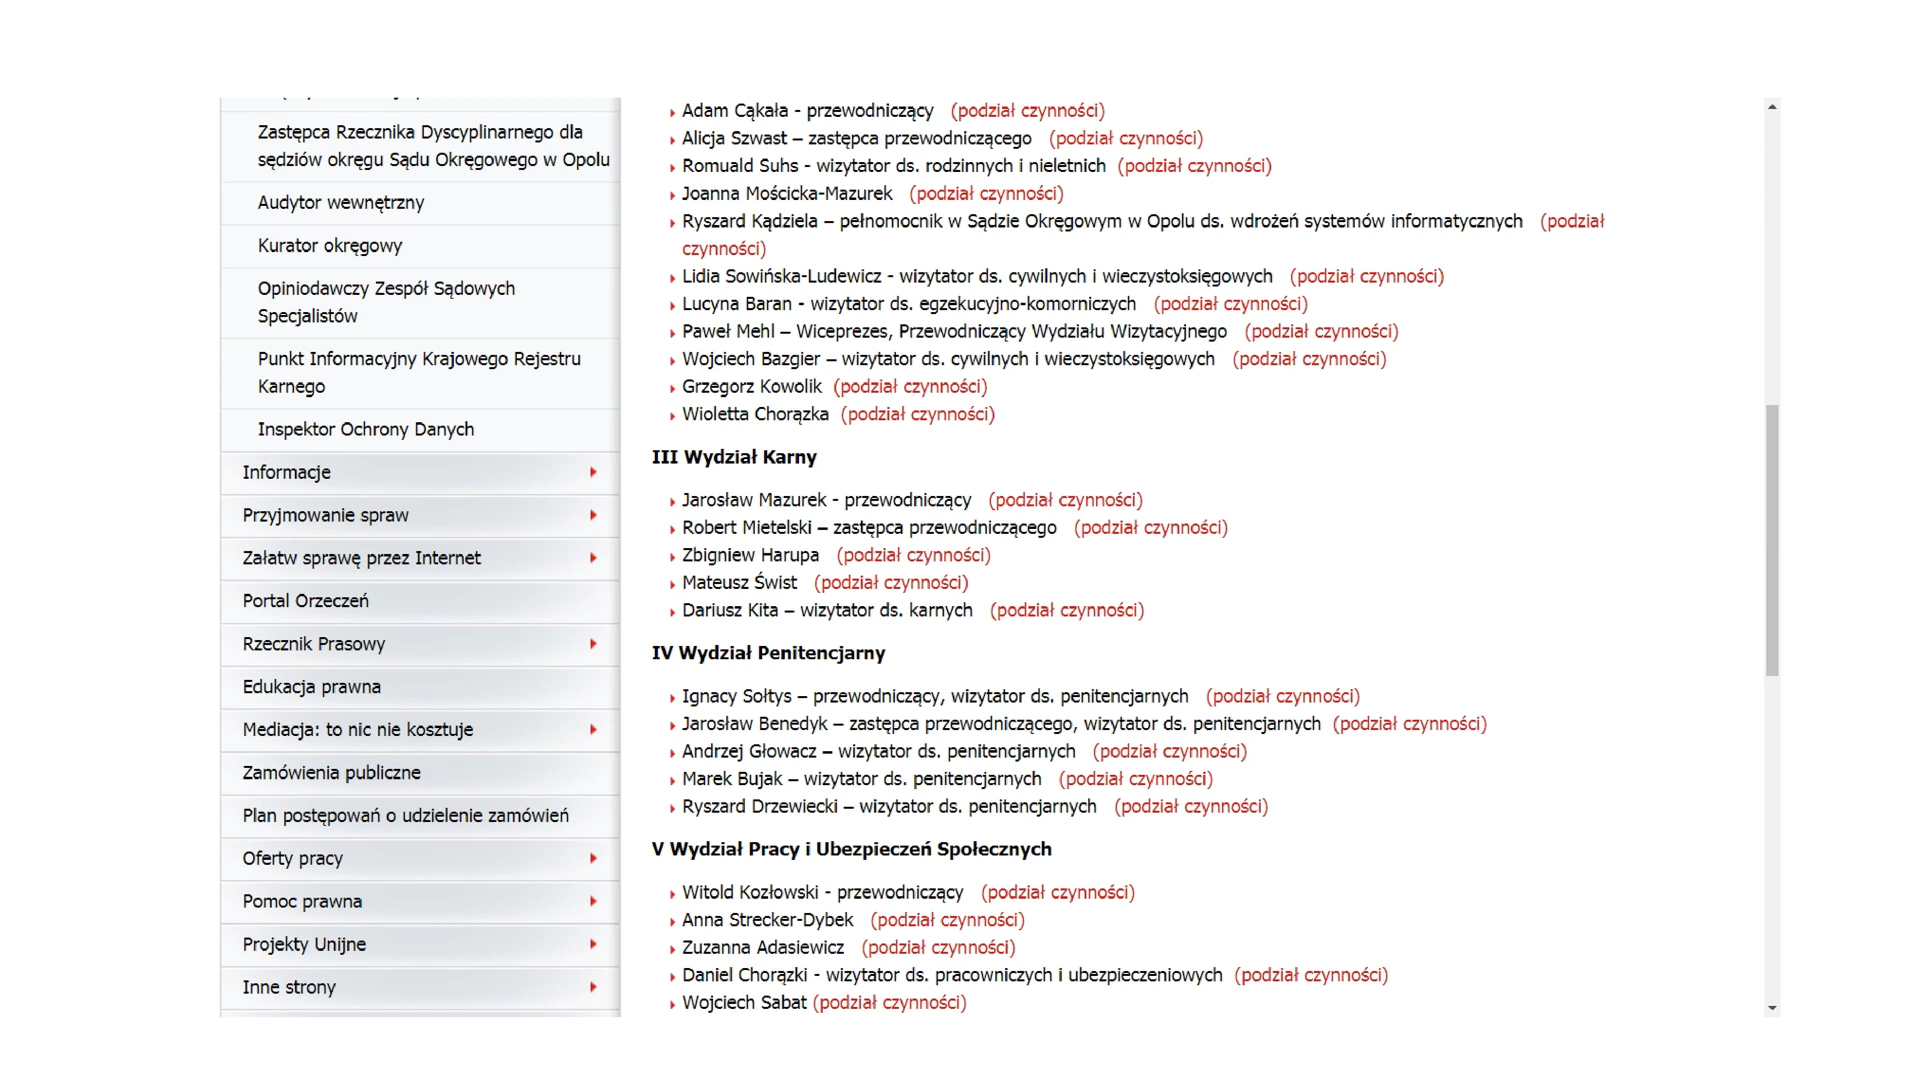 Zastępca Rzecznika Dyscyplinarnego dla
sędziów okręgu Sądu Okręgowego w Opolu
Audytor wewnętrzny
Kurator okręgowy
Opiniodawczy Zespół Sądowych
Specjalistów
Punkt Informacyjny Krajowego Rejestru
Karnego
Inspektor Ochrony Danych
Informacje
Przyjmowanie spraw
Załatw sprawę przez Internet
Portal Orzeczeń
Rzecznik Prasowy
Edukacja prawna
Mediacja: to nic nie kosztuje
Zamówienia publiczne
Plan postępowań o udzielenie zamówień
Oferty pracy
Pomoc prawna
Projekty Unijne
Inne strony
Adam Cąkała - przewodniczący (podział czynności)
Alicja Szwast – zastępca przewodniczącego (podział czynności)
Romuald Suhs - wizytator ds. rodzinnych i nieletnich (podział czynności)
Joanna Mościcka-Mazurek (podział czynności)
Ryszard Kądziela – pełnomocnik w Sądzie Okręgowym w Opolu ds. wdrożeń systemów informatycznych (podział
czynności)
Lidia Sowińska-Ludewicz - wizytator ds. cywilnych i wieczystoksięgowych (podział czynności)
Lucyna Baran - wizytator ds. egzekucyjno-komorniczych (podział czynności)
Paweł Mehl – Wiceprezes, Przewodniczący Wydziału Wizytacyjnego (podział czynności)
Wojciech Bazgier – wizytator ds. cywilnych i wieczystoksięgowych (podział czynności)
Grzegorz Kowolik (podział czynności)
Wioletta Chorązka (podział czynności)
III Wydział Karny
Jarosław Mazurek - przewodniczący (podział czynności)
Robert Mietelski – zastępca przewodniczącego (podział czynności)
Zbigniew Harupa (podział czynności)
Mateusz Świst (podział czynności)
Dariusz Kita – wizytator ds. karnych (podział czynności)
IV Wydział Penitencjarny
Ignacy Sołtys – przewodniczący, wizytator ds. penitencjarnych (podział czynności)
Jarosław Benedyk – zastępca przewodniczącego, wizytator ds. penitencjarnych (podział czynności)
Andrzej Głowacz – wizytator ds. penitencjarnych (podział czynności)
Marek Bujak – wizytator ds. penitencjarnych (podział czynności)
Ryszard Drzewiecki – wizytator ds. penitencjarnych (podział czynności)
V Wydział Pracy i Ubezpieczeń Społecznych
Witold Kozłowski - przewodniczący (podział czynności)
Anna Strecker-Dybek (podział czynności)
Zuzanna Adasiewicz (podział czynności)
Daniel Chorązki - wizytator ds. pracowniczych i ubezpieczeniowych (podział czynności)
Wojciech Sabat (podział czynności)